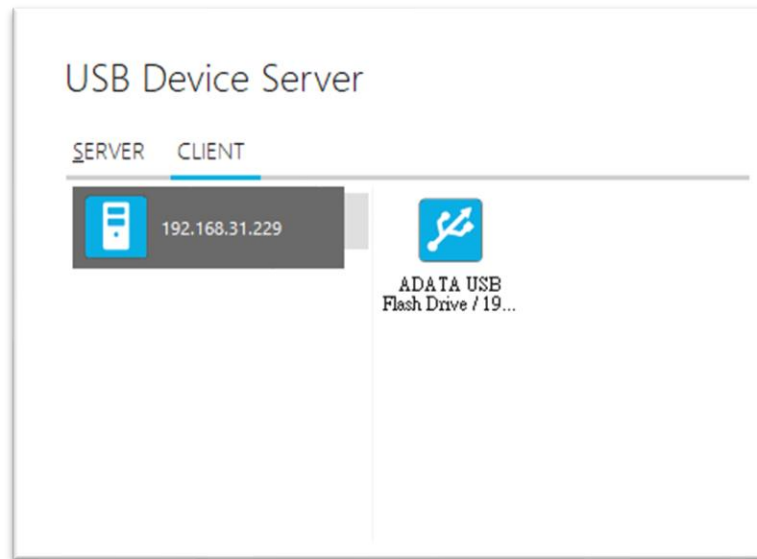 USB Device Server
SERVER CLIENT
192.168.31.229
ADATA USB
Flash Drive / 19...